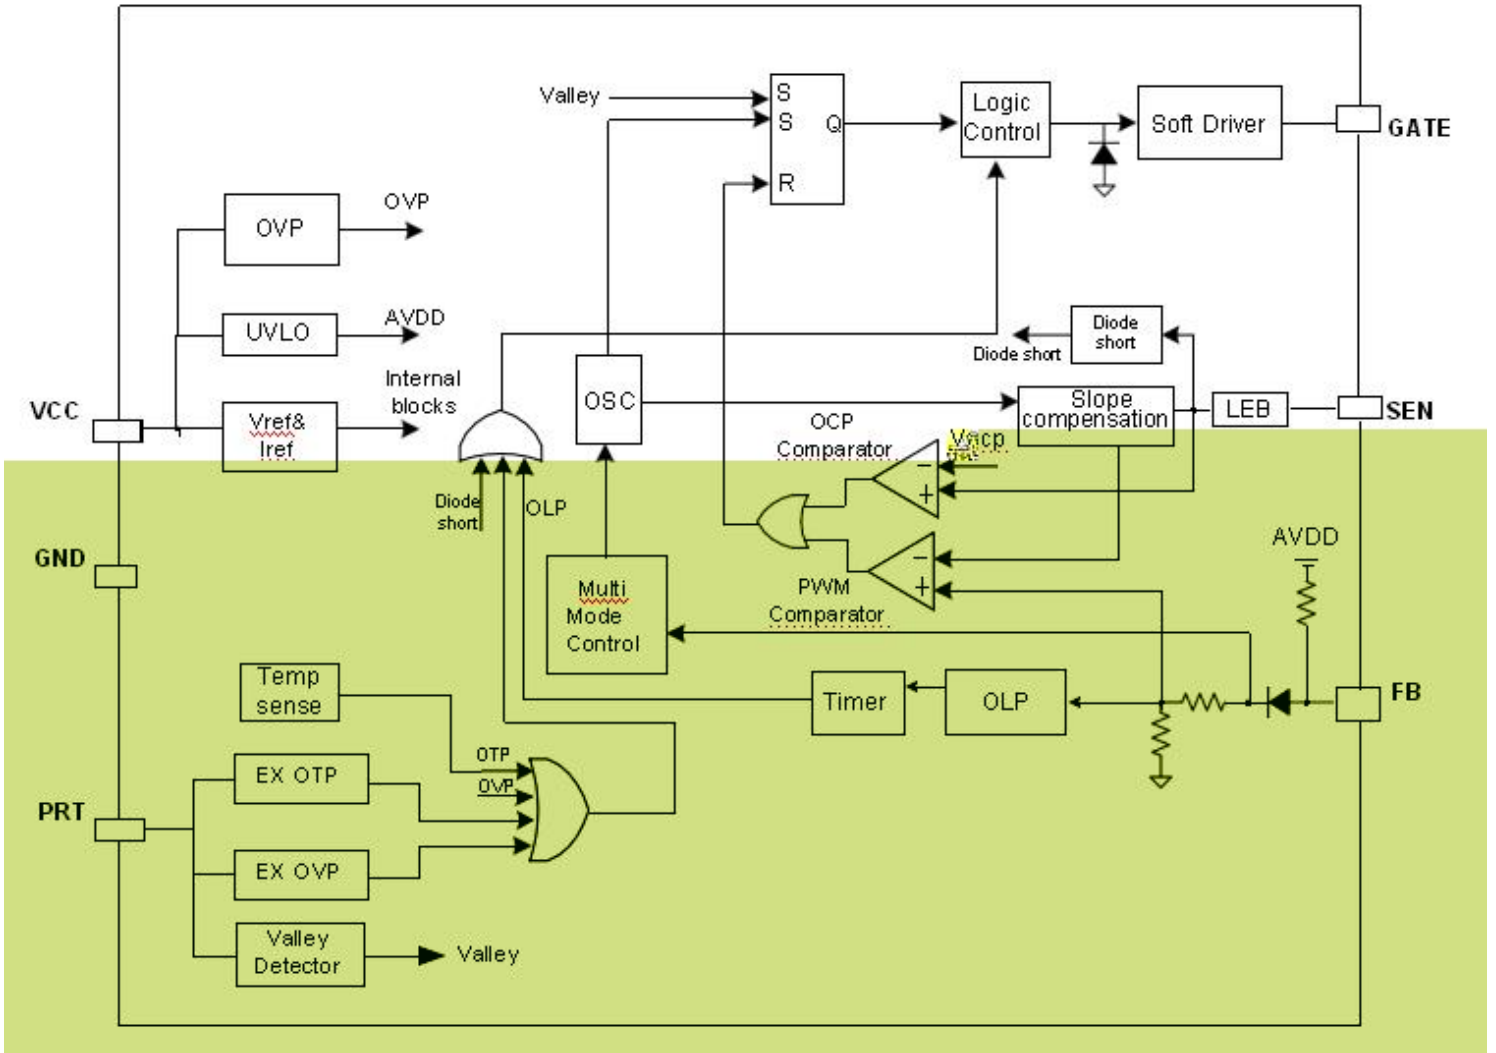 Valley
S
S
Q
R
Logic
Control
Soft Driver
GATE
OVP
OVP
UVLO
AVDD
Internal
blocks
VCC
Vref&
Iref
Diode
short
Diode short
OSC
Slope
compensation
LEB
SEN
OCP
Comparator
−
+
Diode
short
OLP
GND
Multi
Mode
Control
PWM
Comparator
−
+
AVDD
Temp
sense
Timer
OLP
FB
EX OTP
OTP
OVP
PRT
EX OVP
Valley
Detector
Valley